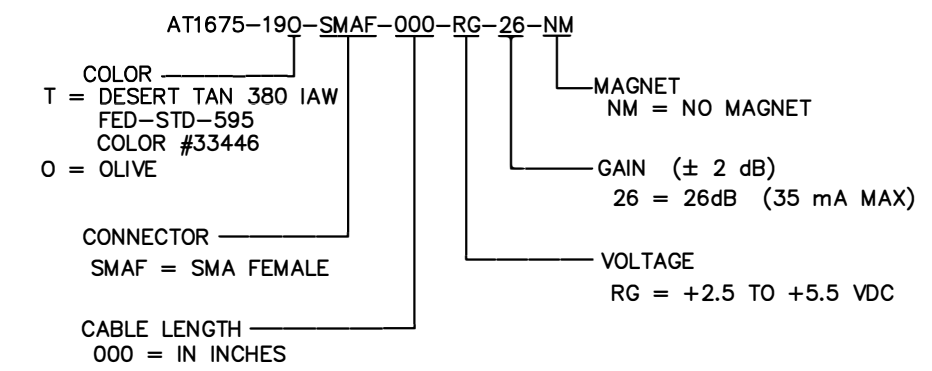 AT1675-19O-SMAF-000-RG-26-NM
COLOR
T = DESERT TAN 380 IAW
FED-STD-595
COLOR #33446
O = OLIVE
CONNECTOR
SMAF = SMA FEMALE
CABLE LENGTH
000 = IN INCHES
MAGNET
NM = NO MAGNET
GAIN (± 2 dB)
26 = 26dB (35 mA MAX)
VOLTAGE
RG = +2.5 TO +5.5 VDC